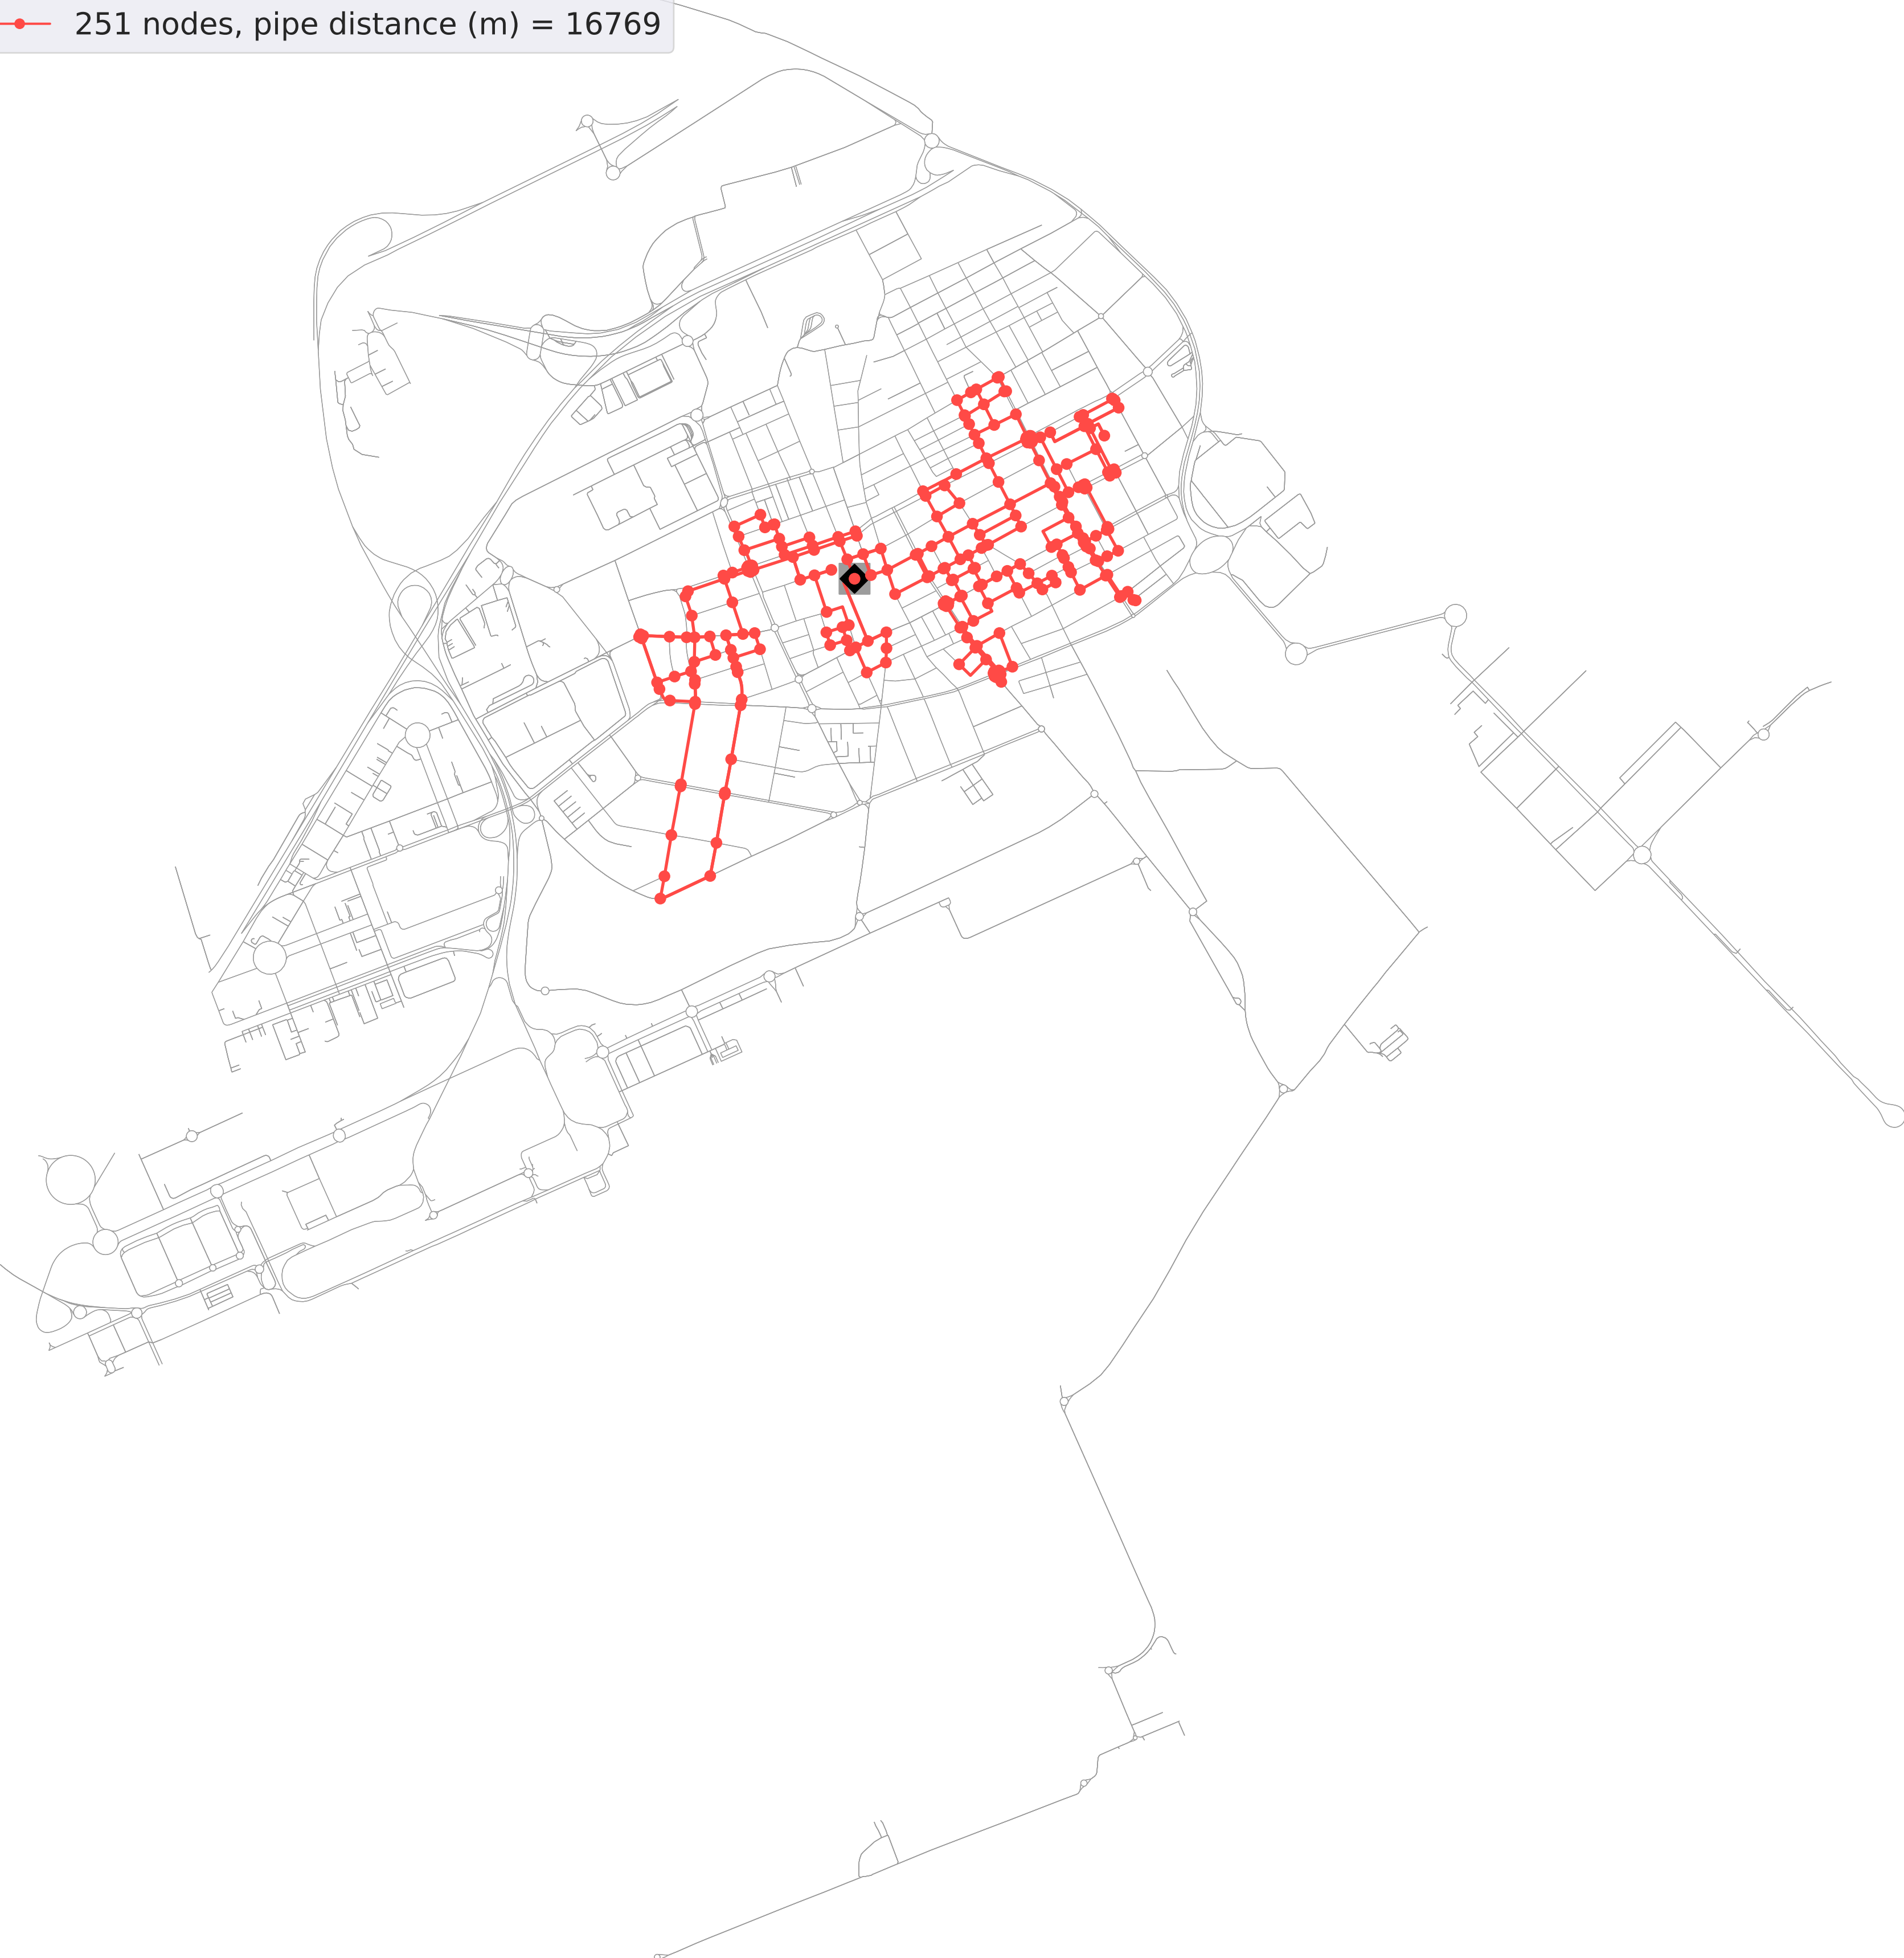 251 nodes, pipe distance (m) = 16769